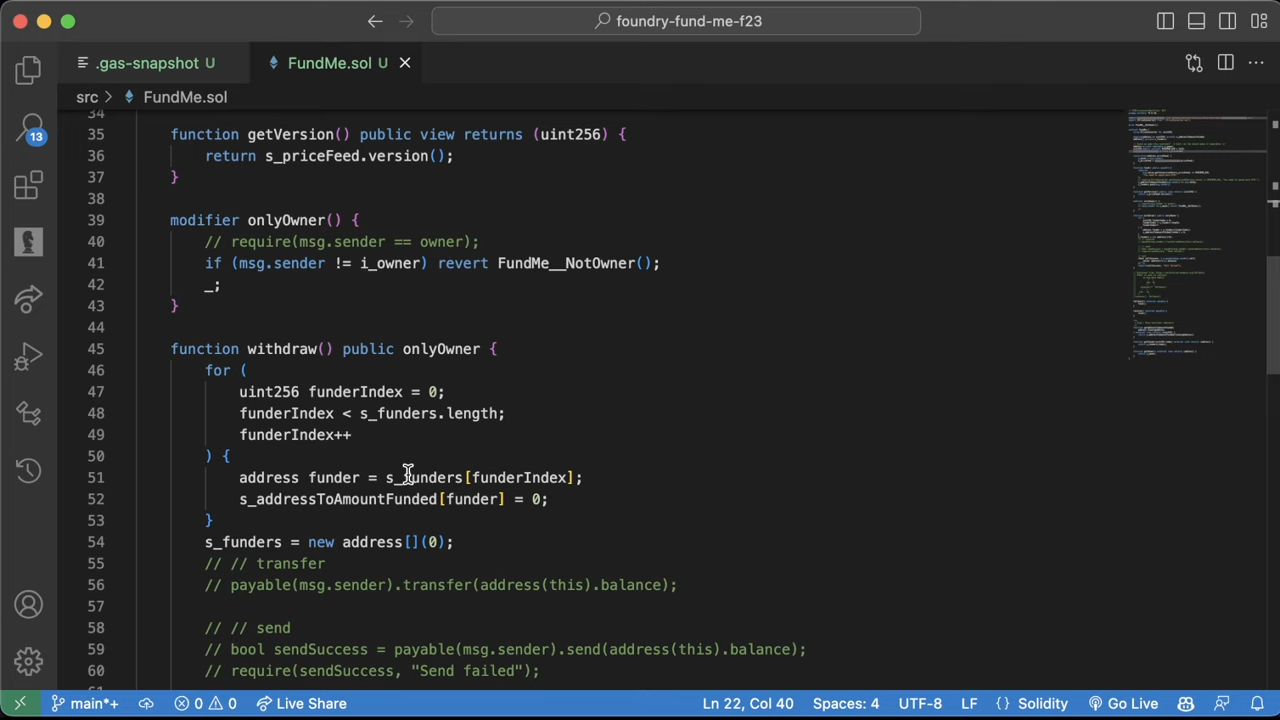 foundry-fund-me-f23
.gas-snapshot U
FundMe.sol U
src > FundMe.sol
13
34
35 function getVersion() public view returns (uint256) {
36 return s_priceFeed.version();
37 }
38
39 modifier onlyOwner() {
40 // require(msg.sender == owner);
41 if (msg.sender != i_owner) revert FundMe__NotOwner();
42 _;
43 }
44
45 function withdraw() public onlyOwner {
46 for (
47 uint256 funderIndex = 0;
48 funderIndex < s_funders.length;
49 funderIndex++
50 ) {
51 address funder = s_funders[funderIndex];
52 s_addressToAmountFunded[funder] = 0;
53 }
54 s_funders = new address[](0);
55 // // transfer
56 // payable(msg.sender).transfer(address(this).balance);
57
58 // // send
59 // bool sendSuccess = payable(msg.sender).send(address(this).balance);
60 // require(sendSuccess, "Send failed");
main*+ 0 0 Live Share Ln 22, Col 40 Spaces: 4 UTF-8 LF {} Solidity Go Live